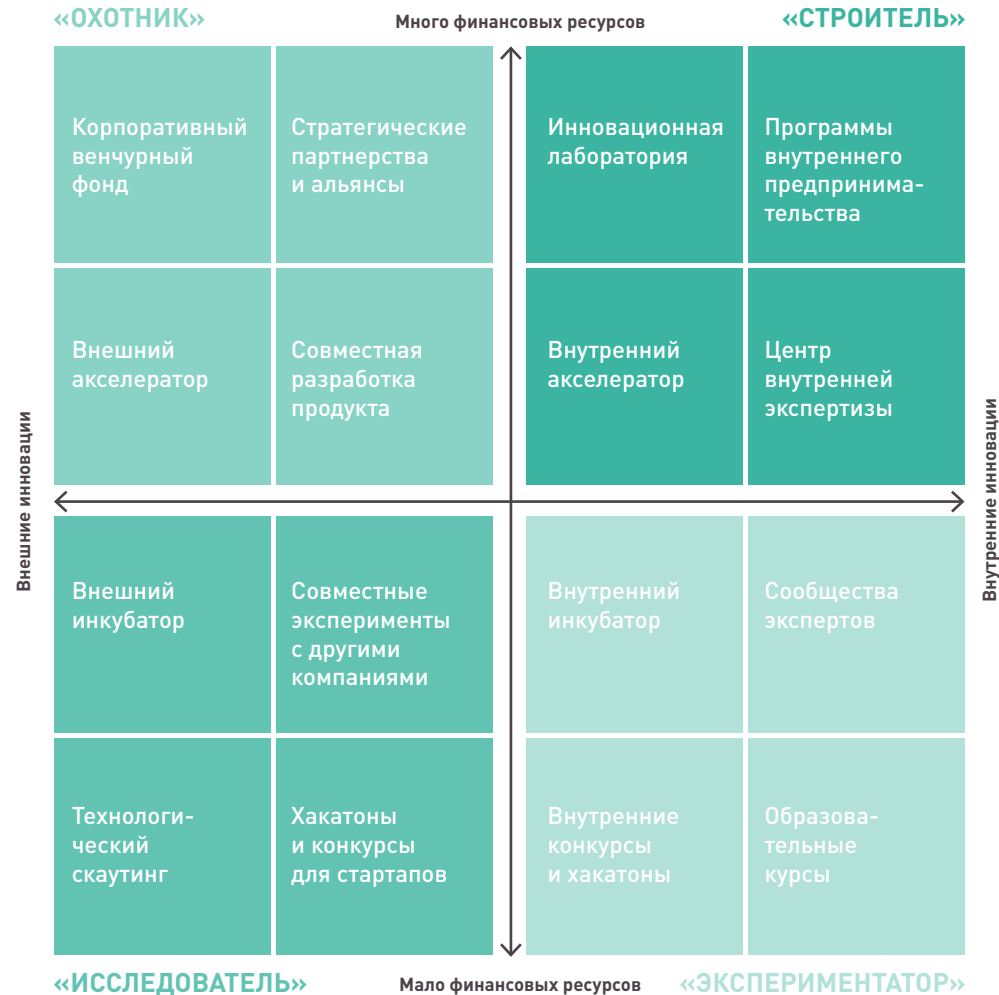 «ОХОТНИК»
Много финансовых ресурсов
«СТРОИТЕЛЬ»
Корпоративный
венчурный
фонд
Стратегические
партнерства
и альянсы
Инновационная
лаборатория
Программы
внутреннего
предпринима-
тельства
Внешний
акселератор
Совместная
разработка
продукта
Внутренний
акселератор
Центр
внутренней
экспертизы
Внешние инновации
Внутренние инновации
Внешний
инкубатор
Совместные
эксперименты
с другими
компаниями
Внутренний
инкубатор
Сообщества
экспертов
Технологи-
ческий
скаутинг
Хакатоны
и конкурсы
для стартапов
Внутренние
конкурсы
и хакатоны
Образова-
тельные
курсы
«ИССЛЕДОВАТЕЛЬ»
Мало финансовых ресурсов
«ЭКСПЕРИМЕНТАТОР»